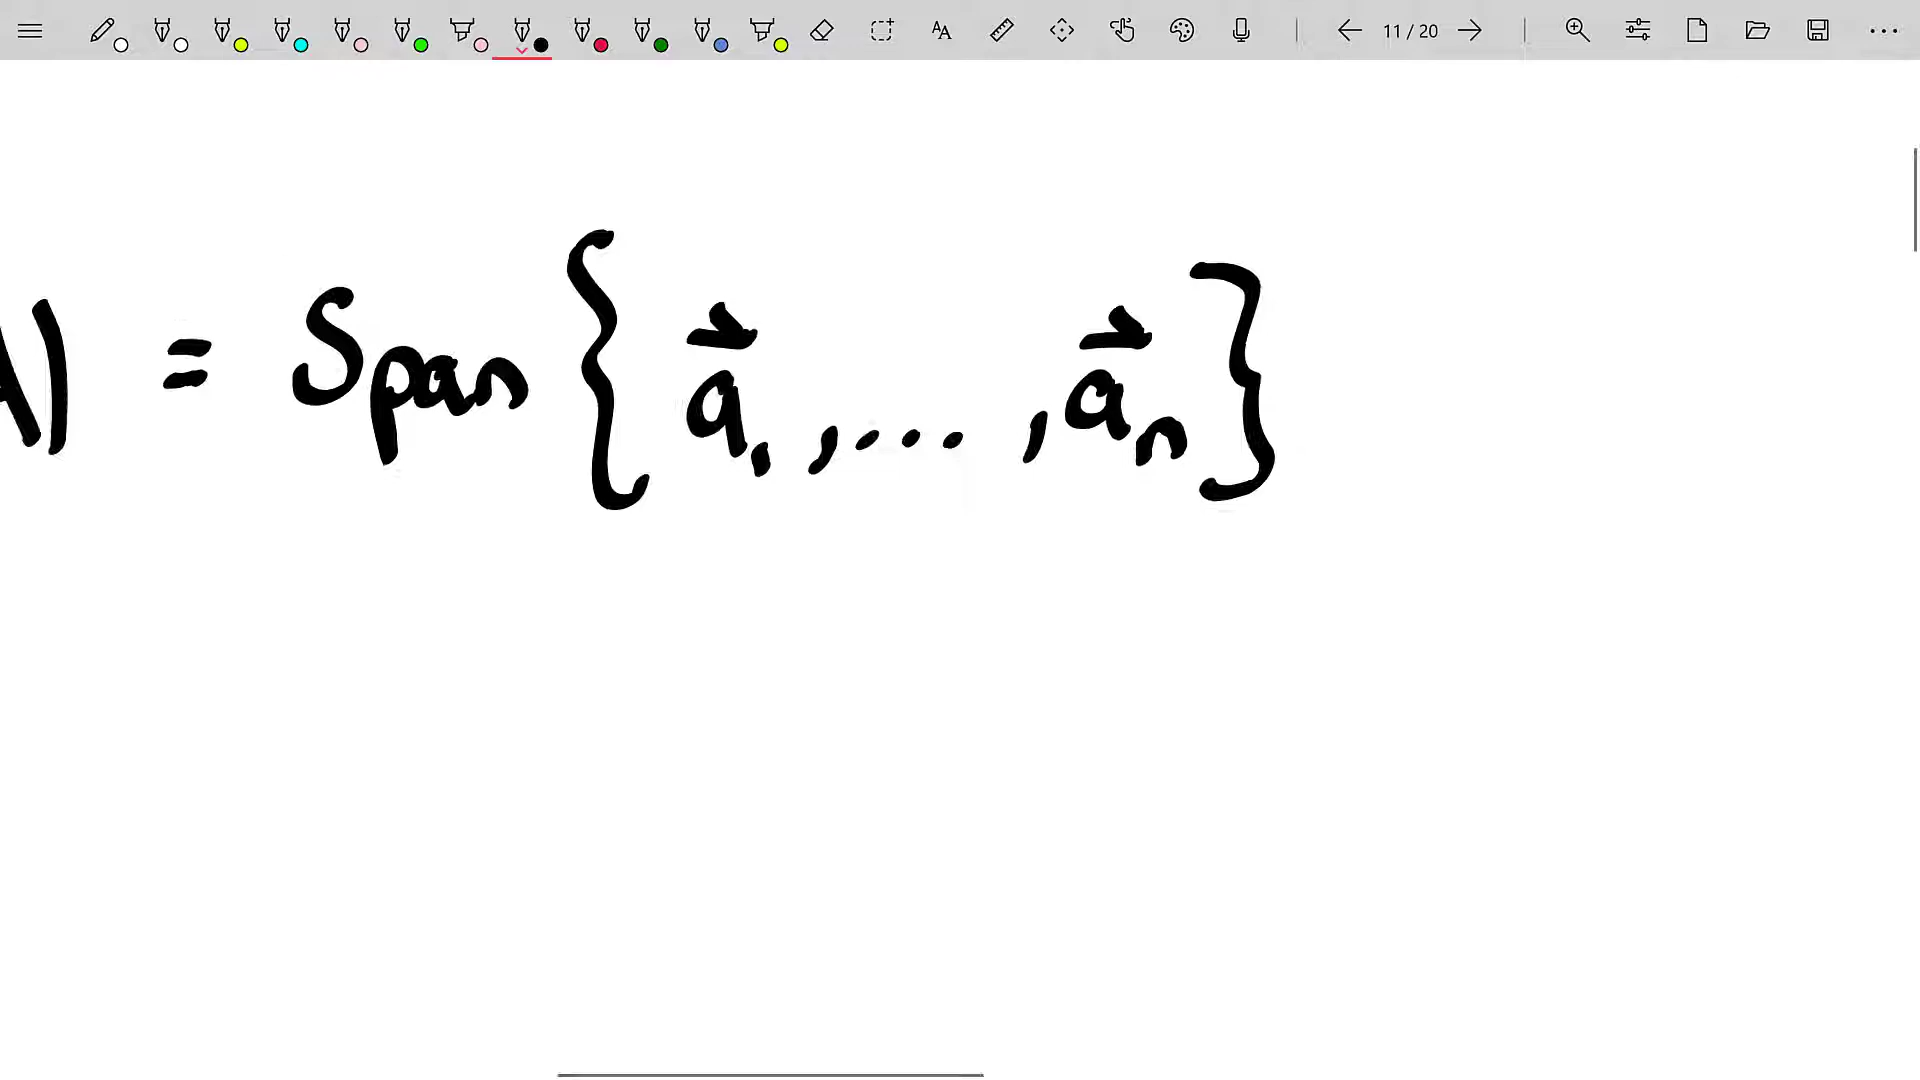 11 / 20
A) = Span { a⃗₁ , ... , a⃗ₙ }